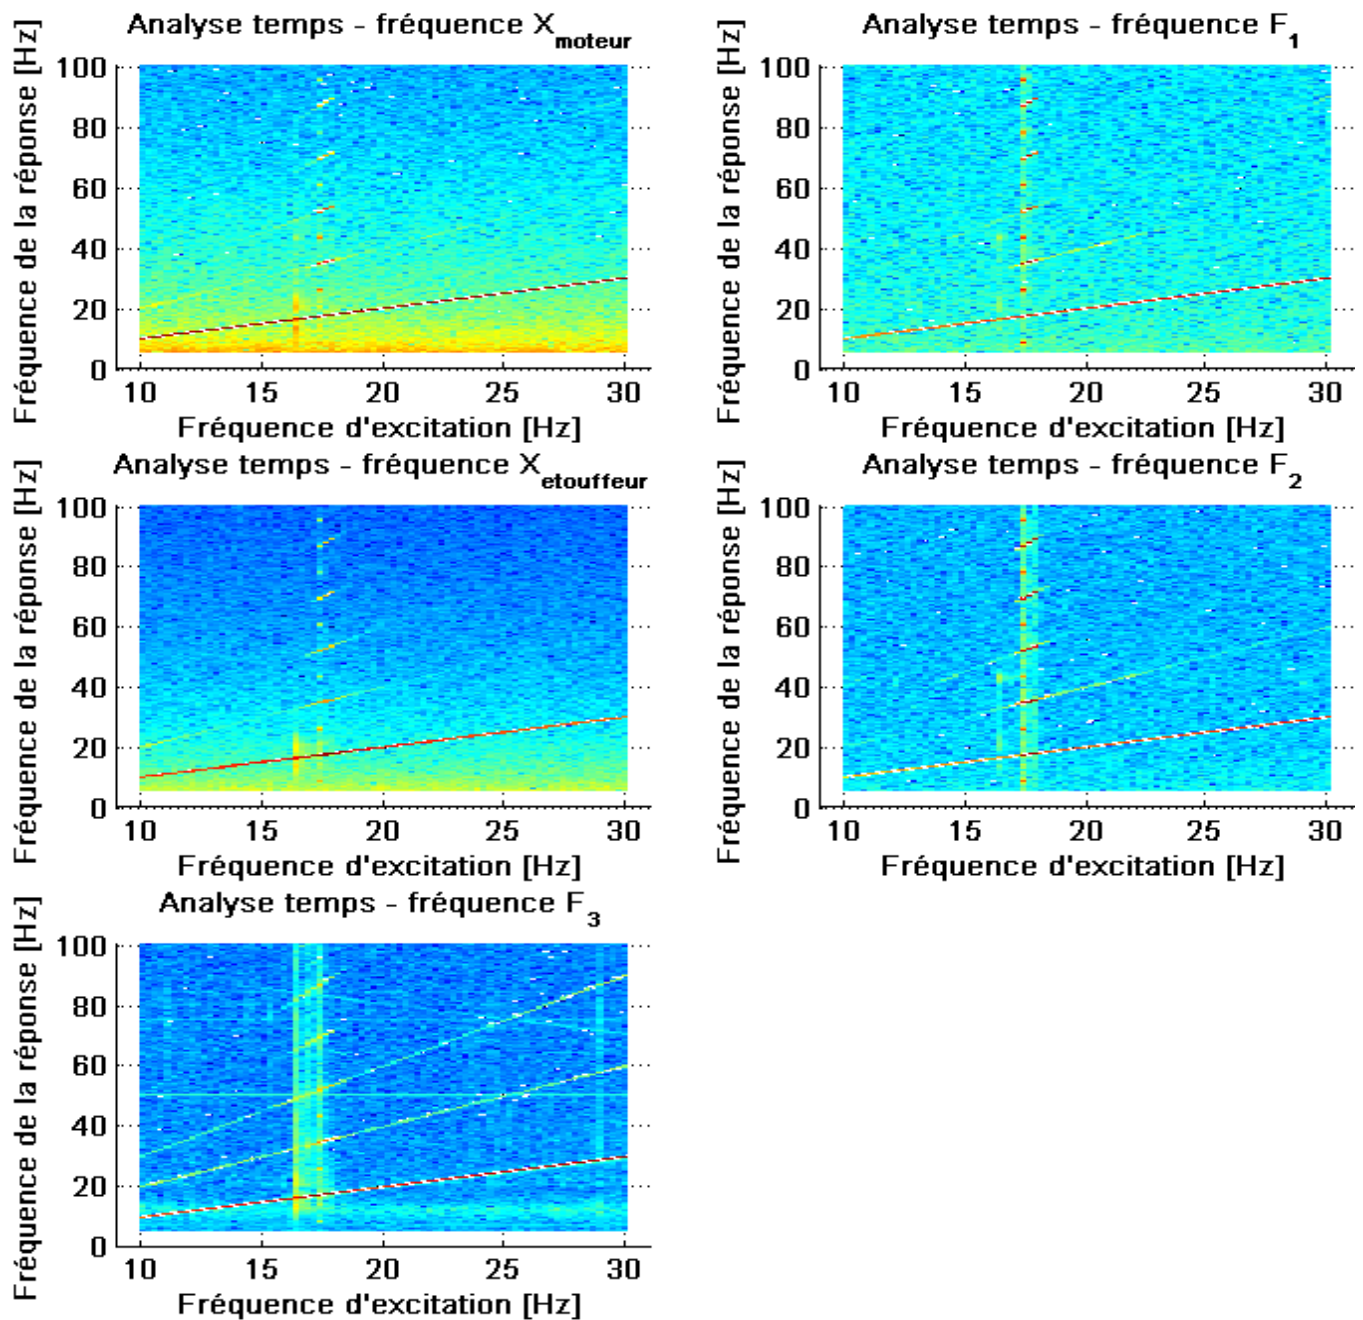 Analyse temps - fréquence X_moteur
Fréquence de la réponse [Hz]
100
80
60
40
20
0
10 15 20 25 30
Fréquence d'excitation [Hz]
Analyse temps - fréquence F_1
Fréquence de la réponse [Hz]
100
80
60
40
20
0
10 15 20 25 30
Fréquence d'excitation [Hz]
Analyse temps - fréquence X_etouffeur
Fréquence de la réponse [Hz]
100
80
60
40
20
0
10 15 20 25 30
Fréquence d'excitation [Hz]
Analyse temps - fréquence F_2
Fréquence de la réponse [Hz]
100
80
60
40
20
0
10 15 20 25 30
Fréquence d'excitation [Hz]
Analyse temps - fréquence F_3
Fréquence de la réponse [Hz]
100
80
60
40
20
0
10 15 20 25 30
Fréquence d'excitation [Hz]